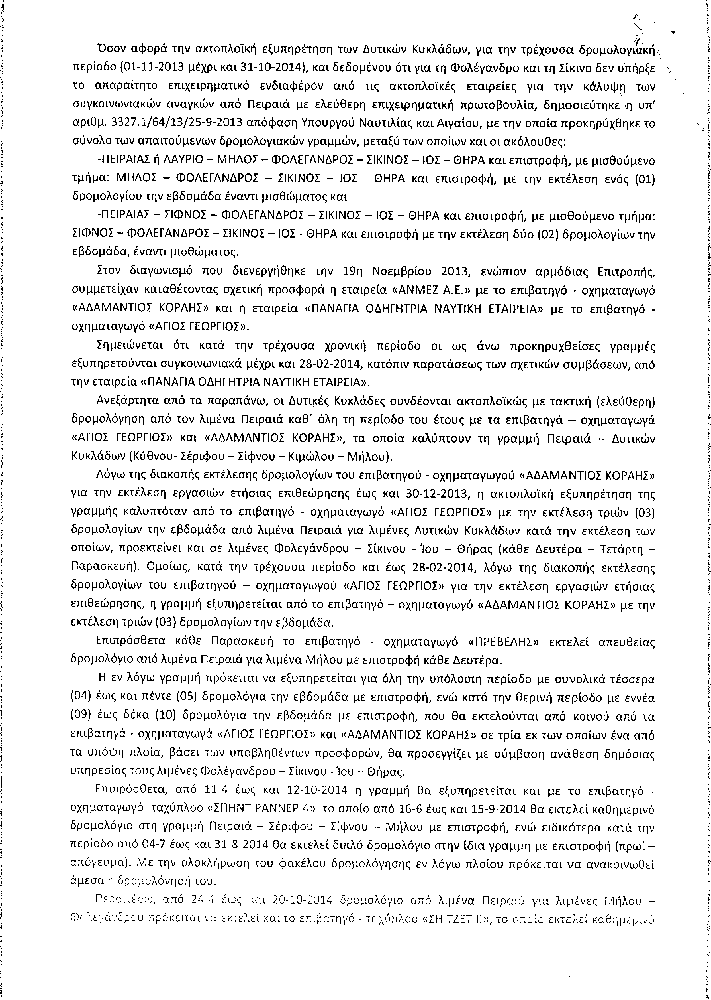 Όσον αφορά την ακτοπλοϊκή εξυπηρέτηση των Δυτικών Κυκλάδων, για την τρέχουσα δρομολογιακή
περίοδο (01-11-2013 μέχρι και 31-10-2014), και δεδομένου ότι για τη Φολέγανδρο και τη Σίκινο δεν υπήρξε
το απαραίτητο επιχειρηματικό ενδιαφέρον από τις ακτοπλοϊκές εταιρείες για την κάλυψη των
συγκοινωνιακών αναγκών από Πειραιά με ελεύθερη επιχειρηματική πρωτοβουλία, δημοσιεύτηκε η υπ'
αριθμ. 3327.1/64/13/25-9-2013 απόφαση Υπουργού Ναυτιλίας και Αιγαίου, με την οποία προκηρύχθηκε το
σύνολο των απαιτούμενων δρομολογιακών γραμμών, μεταξύ των οποίων και οι ακόλουθες:
-ΠΕΙΡΑΙΑΣ ή ΛΑΥΡΙΟ – ΜΗΛΟΣ – ΦΟΛΕΓΑΝΔΡΟΣ – ΣΙΚΙΝΟΣ – ΙΟΣ – ΘΗΡΑ και επιστροφή, με μισθούμενο
τμήμα: ΜΗΛΟΣ – ΦΟΛΕΓΑΝΔΡΟΣ – ΣΙΚΙΝΟΣ – ΙΟΣ - ΘΗΡΑ και επιστροφή, με την εκτέλεση ενός (01)
δρομολογίου την εβδομάδα έναντι μισθώματος και
-ΠΕΙΡΑΙΑΣ – ΣΙΦΝΟΣ – ΦΟΛΕΓΑΝΔΡΟΣ – ΣΙΚΙΝΟΣ – ΙΟΣ – ΘΗΡΑ και επιστροφή, με μισθούμενο τμήμα:
ΣΙΦΝΟΣ – ΦΟΛΕΓΑΝΔΡΟΣ – ΣΙΚΙΝΟΣ – ΙΟΣ - ΘΗΡΑ και επιστροφή με την εκτέλεση δύο (02) δρομολογίων την
εβδομάδα, έναντι μισθώματος.
Στον διαγωνισμό που διενεργήθηκε την 19η Νοεμβρίου 2013, ενώπιον αρμόδιας Επιτροπής,
συμμετείχαν καταθέτοντας σχετική προσφορά η εταιρεία «ΑΝΜΕΖ Α.Ε.» με το επιβατηγό - οχηματαγωγό
«ΑΔΑΜΑΝΤΙΟΣ ΚΟΡΑΗΣ» και η εταιρεία «ΠΑΝΑΓΙΑ ΟΔΗΓΗΤΡΙΑ ΝΑΥΤΙΚΗ ΕΤΑΙΡΕΙΑ» με το επιβατηγό -
οχηματαγωγό «ΑΓΙΟΣ ΓΕΩΡΓΙΟΣ».
Σημειώνεται ότι κατά την τρέχουσα χρονική περίοδο οι ως άνω προκηρυχθείσες γραμμές
εξυπηρετούνται συγκοινωνιακά μέχρι και 28-02-2014, κατόπιν παρατάσεως των σχετικών συμβάσεων, από
την εταιρεία «ΠΑΝΑΓΙΑ ΟΔΗΓΗΤΡΙΑ ΝΑΥΤΙΚΗ ΕΤΑΙΡΕΙΑ».
Ανεξάρτητα από τα παραπάνω, οι Δυτικές Κυκλάδες συνδέονται ακτοπλοϊκώς με τακτική (ελεύθερη)
δρομολόγηση από τον λιμένα Πειραιά καθ' όλη τη περίοδο του έτους με τα επιβατηγά – οχηματαγωγά
«ΑΓΙΟΣ ΓΕΩΡΓΙΟΣ» και «ΑΔΑΜΑΝΤΙΟΣ ΚΟΡΑΗΣ», τα οποία καλύπτουν τη γραμμή Πειραιά – Δυτικών
Κυκλάδων (Κύθνου- Σέριφου – Σίφνου – Κιμώλου – Μήλου).
Λόγω της διακοπής εκτέλεσης δρομολογίων του επιβατηγού - οχηματαγωγού «ΑΔΑΜΑΝΤΙΟΣ ΚΟΡΑΗΣ»
για την εκτέλεση εργασιών ετήσιας επιθεώρησης έως και 30-12-2013, η ακτοπλοϊκή εξυπηρέτηση της
γραμμής καλυπτόταν από το επιβατηγό - οχηματαγωγό «ΑΓΙΟΣ ΓΕΩΡΓΙΟΣ» με την εκτέλεση τριών (03)
δρομολογίων την εβδομάδα από λιμένα Πειραιά για λιμένες Δυτικών Κυκλάδων κατά την εκτέλεση των
οποίων, προεκτείνει και σε λιμένες Φολεγάνδρου – Σίκινου - Ίου – Θήρας (κάθε Δευτέρα – Τετάρτη –
Παρασκευή). Ομοίως, κατά την τρέχουσα περίοδο και έως 28-02-2014, λόγω της διακοπής εκτέλεσης
δρομολογίων του επιβατηγού – οχηματαγωγού «ΑΓΙΟΣ ΓΕΩΡΓΙΟΣ» για την εκτέλεση εργασιών ετήσιας
επιθεώρησης, η γραμμή εξυπηρετείται από το επιβατηγό – οχηματαγωγό «ΑΔΑΜΑΝΤΙΟΣ ΚΟΡΑΗΣ» με την
εκτέλεση τριών (03) δρομολογίων την εβδομάδα.
Επιπρόσθετα κάθε Παρασκευή το επιβατηγό - οχηματαγωγό «ΠΡΕΒΕΛΗΣ» εκτελεί απευθείας
δρομολόγιο από λιμένα Πειραιά για λιμένα Μήλου με επιστροφή κάθε Δευτέρα.
Η εν λόγω γραμμή πρόκειται να εξυπηρετείται για όλη την υπόλοιπη περίοδο με συνολικά τέσσερα
(04) έως και πέντε (05) δρομολόγια την εβδομάδα με επιστροφή, ενώ κατά την θερινή περίοδο με εννέα
(09) έως δέκα (10) δρομολόγια την εβδομάδα με επιστροφή, που θα εκτελούνται από κοινού από τα
επιβατηγά - οχηματαγωγά «ΑΓΙΟΣ ΓΕΩΡΓΙΟΣ» και «ΑΔΑΜΑΝΤΙΟΣ ΚΟΡΑΗΣ» σε τρία εκ των οποίων ένα από
τα υπόψη πλοία, βάσει των υποβληθέντων προσφορών, θα προσεγγίζει με σύμβαση ανάθεση δημόσιας
υπηρεσίας τους λιμένες Φολέγανδρου – Σίκινου - Ίου – Θήρας.
Επιπρόσθετα, από 11-4 έως και 12-10-2014 η γραμμή θα εξυπηρετείται και με το επιβατηγό -
οχηματαγωγό -ταχύπλοο «ΣΠΗΝΤ ΡΑΝΝΕΡ 4» το οποίο από 16-6 έως και 15-9-2014 θα εκτελεί καθημερινό
δρομολόγιο στη γραμμή Πειραιά – Σέριφου – Σίφνου – Μήλου με επιστροφή, ενώ ειδικότερα κατά την
περίοδο από 04-7 έως και 31-8-2014 θα εκτελεί διπλό δρομολόγιο στην ίδια γραμμή με επιστροφή (πρωί –
απόγευμα). Με την ολοκλήρωση του φακέλου δρομολόγησης εν λόγω πλοίου πρόκειται να ανακοινωθεί
άμεσα η δρομολόγησή του.
Περαιτέρω, από 24-4 έως και 20-10-2014 δρομολόγιο από λιμένα Πειραιά για λιμένες Μήλου –
Φολεγάνδρου πρόκειται να εκτελεί και το επιβατηγό - ταχύπλοο «ΣΗ ΤΖΕΤ ΙΙ», το οποίο εκτελεί καθημερινό